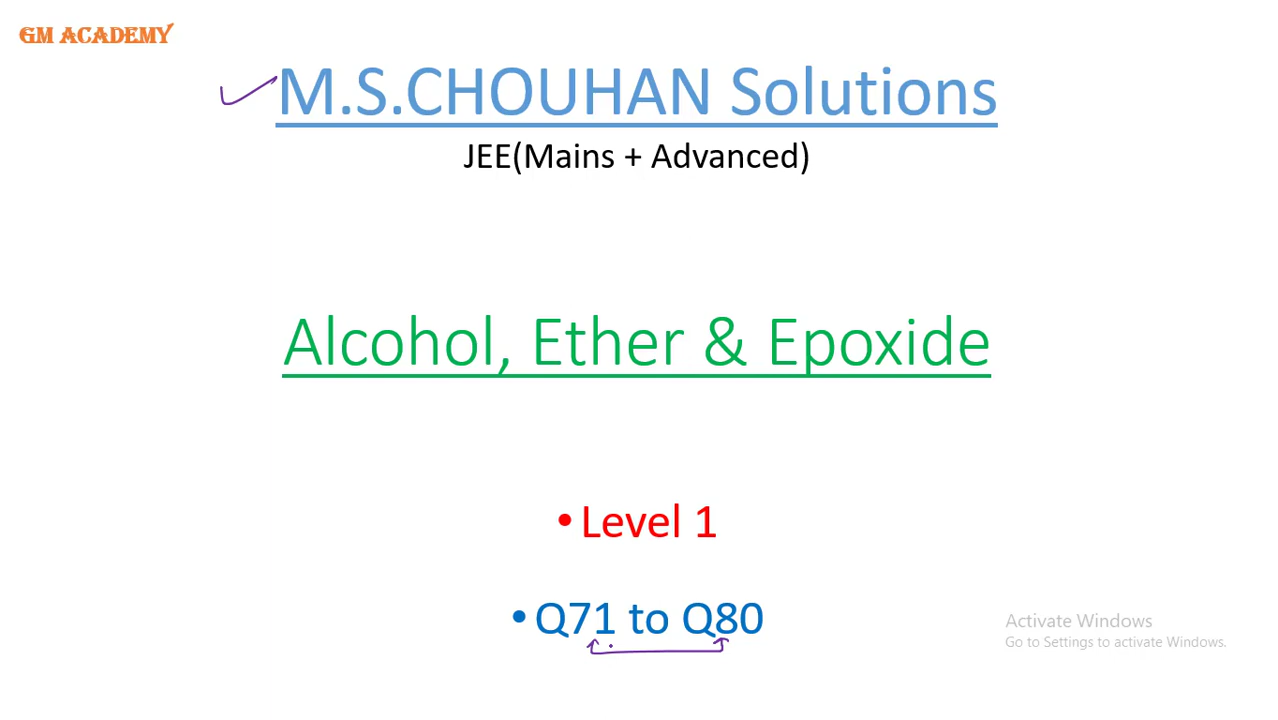 GM ACADEMY
M.S.CHOUHAN Solutions
JEE(Mains + Advanced)
Alcohol, Ether & Epoxide
• Level 1
• Q71 to Q80
Activate Windows
Go to Settings to activate Windows.